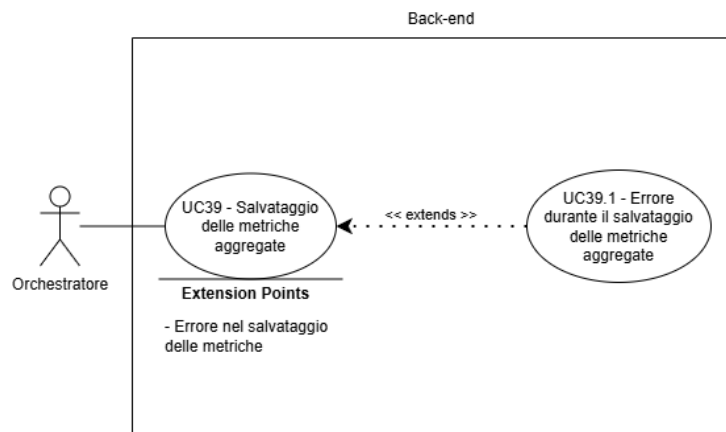 Back-end
UC39 - Salvataggio
delle metriche
aggregate
<< extends >>
UC39.1 - Errore
durante il salvataggio
delle metriche
aggregate
Orchestratore
Extension Points
- Errore nel salvataggio
delle metriche